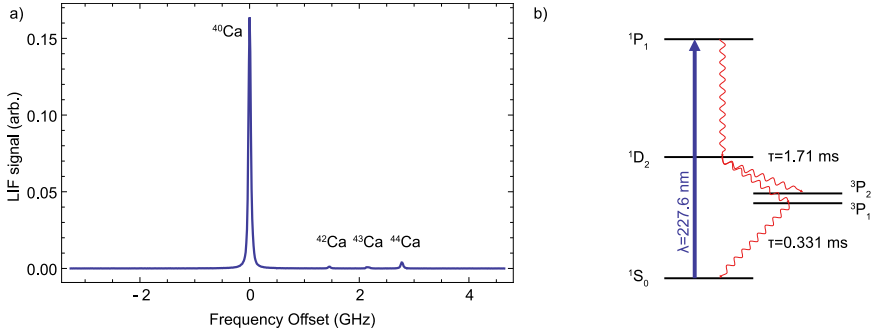 a)
LIF signal (arb.)
0.15
0.10
0.05
0.00
⁴⁰Ca
⁴²Ca
⁴³Ca
⁴⁴Ca
-2
0
2
4
Frequency Offset (GHz)
b)
¹P₁
¹D₂
τ=1.71 ms
³P₂
³P₁
λ=227.6 nm
τ=0.331 ms
¹S₀